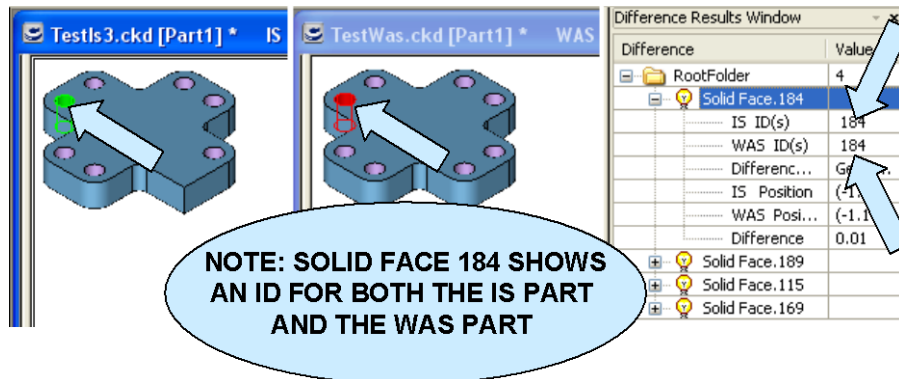 TestIs3.ckd [Part1] * IS
TestWas.ckd [Part1] * WAS
Difference Results Window
Difference Value
RootFolder 4
Solid Face.184
IS ID(s) 184
WAS ID(s) 184
Differenc...
IS Position
WAS Posi... (-1.1
Difference 0.01
Solid Face.189
Solid Face.115
Solid Face.169
NOTE: SOLID FACE 184 SHOWS
AN ID FOR BOTH THE IS PART
AND THE WAS PART